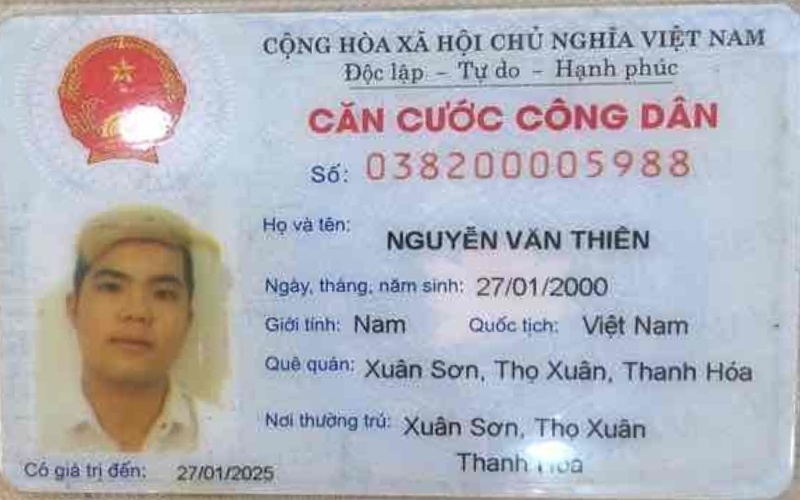 CỘNG HÒA XÃ HỘI CHỦ NGHĨA VIỆT NAM
Độc lập – Tự do – Hạnh phúc
CĂN CƯỚC CÔNG DÂN
Số: 038200005988
Họ và tên: NGUYỄN VĂN THIÊN
Ngày, tháng, năm sinh: 27/01/2000
Giới tính: Nam Quốc tịch: Việt Nam
Quê quán: Xuân Sơn, Thọ Xuân, Thanh Hóa
Nơi thường trú: Xuân Sơn, Thọ Xuân
Thanh Hóa
Có giá trị đến: 27/01/2025